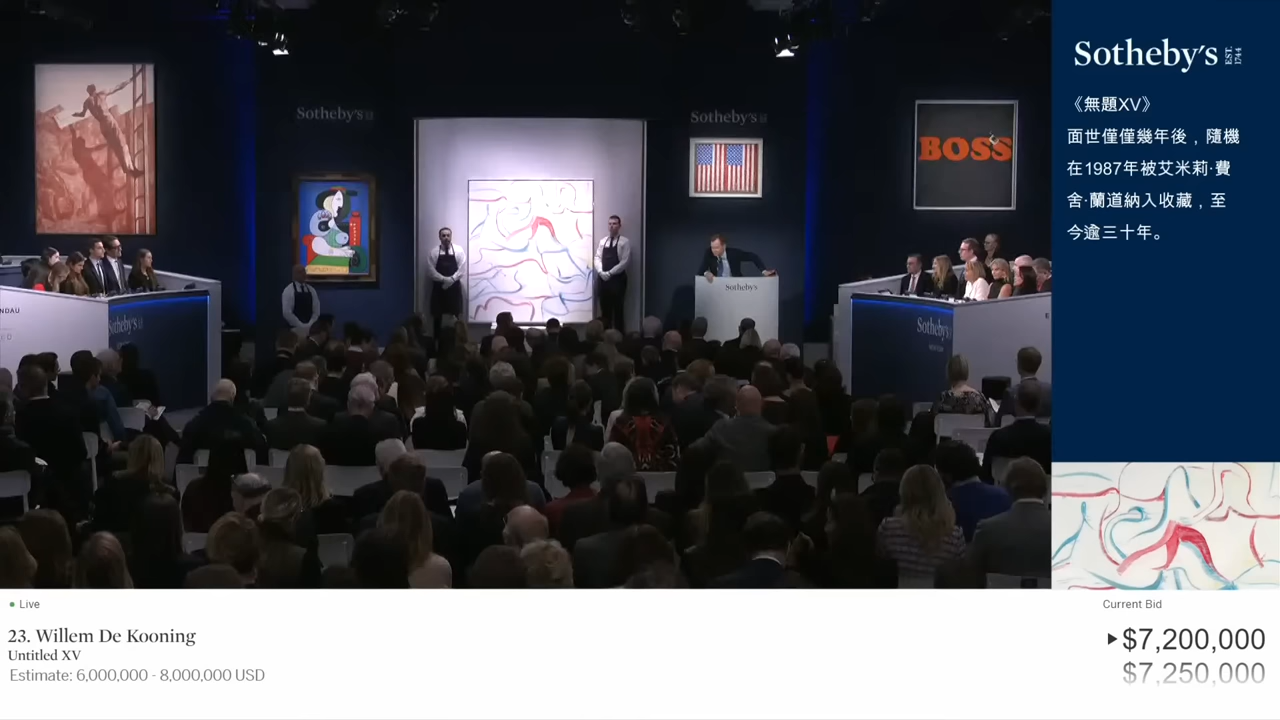 Sotheby's EST. 1744
《無題XV》
面世僅僅幾年後，隨機
在1987年被艾米莉·費
舍·蘭道納入收藏，至
今逾三十年。
Sotheby's
Sotheby's
BOSS
Sotheby's
NDAU
Sotheby's
Sotheby's
Live
23. Willem De Kooning
Untitled XV
Estimate: 6,000,000 - 8,000,000 USD
Current Bid
$7,200,000
$7,250,000